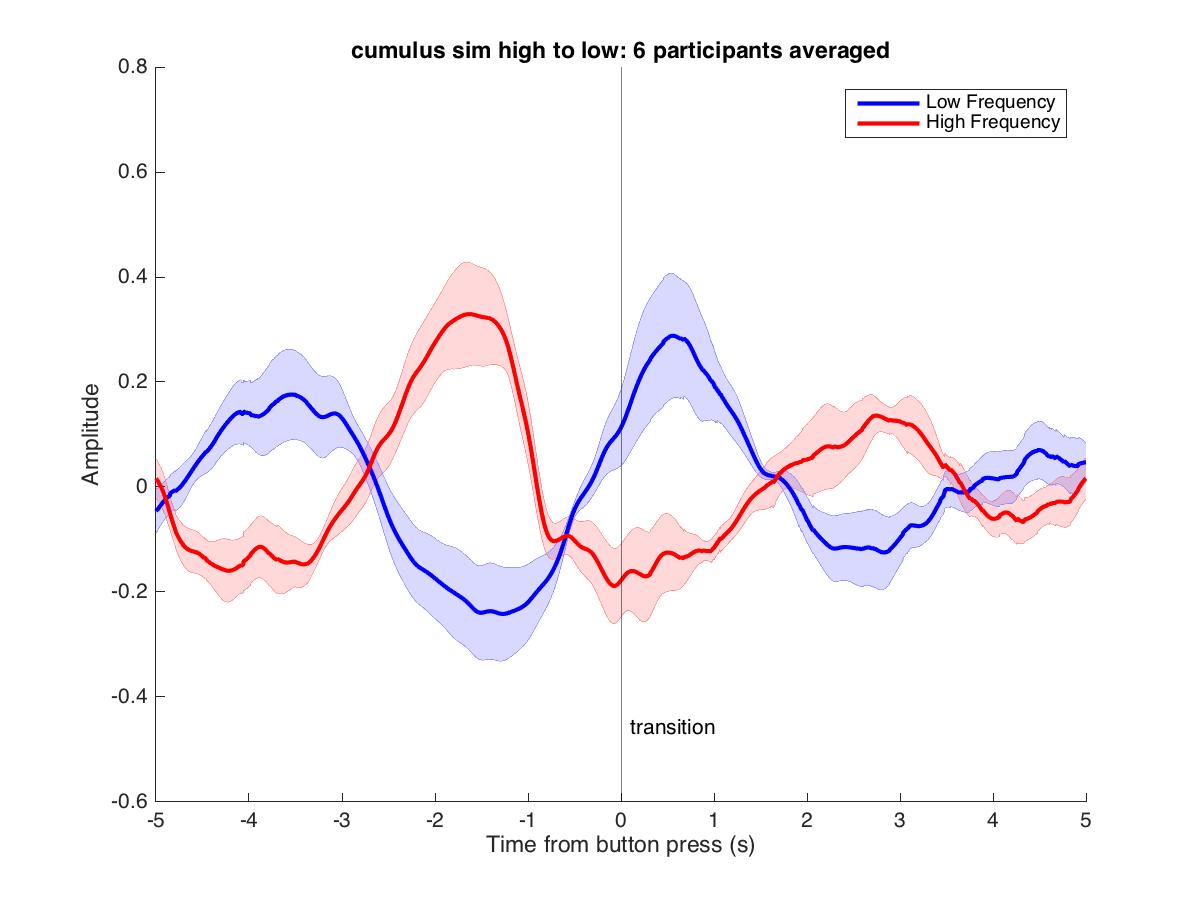 cumulus sim high to low: 6 participants averaged
Low Frequency
High Frequency
0.8
0.6
0.4
0.2
0
-0.2
-0.4
-0.6
Amplitude
transition
-5 -4 -3 -2 -1 0 1 2 3 4 5
Time from button press (s)